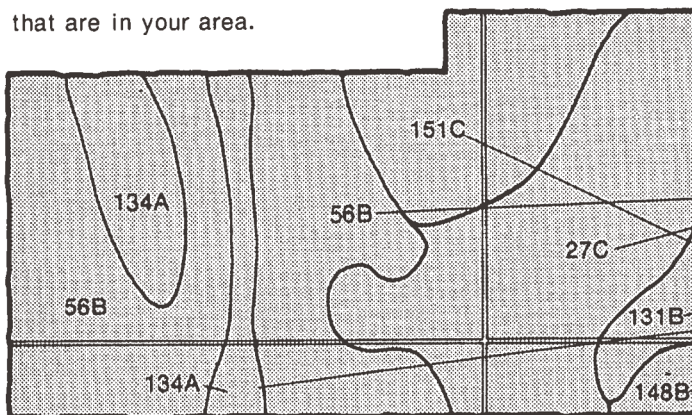 that are in your area.
151C
134A
56B
27C
56B
131B
134A
148B